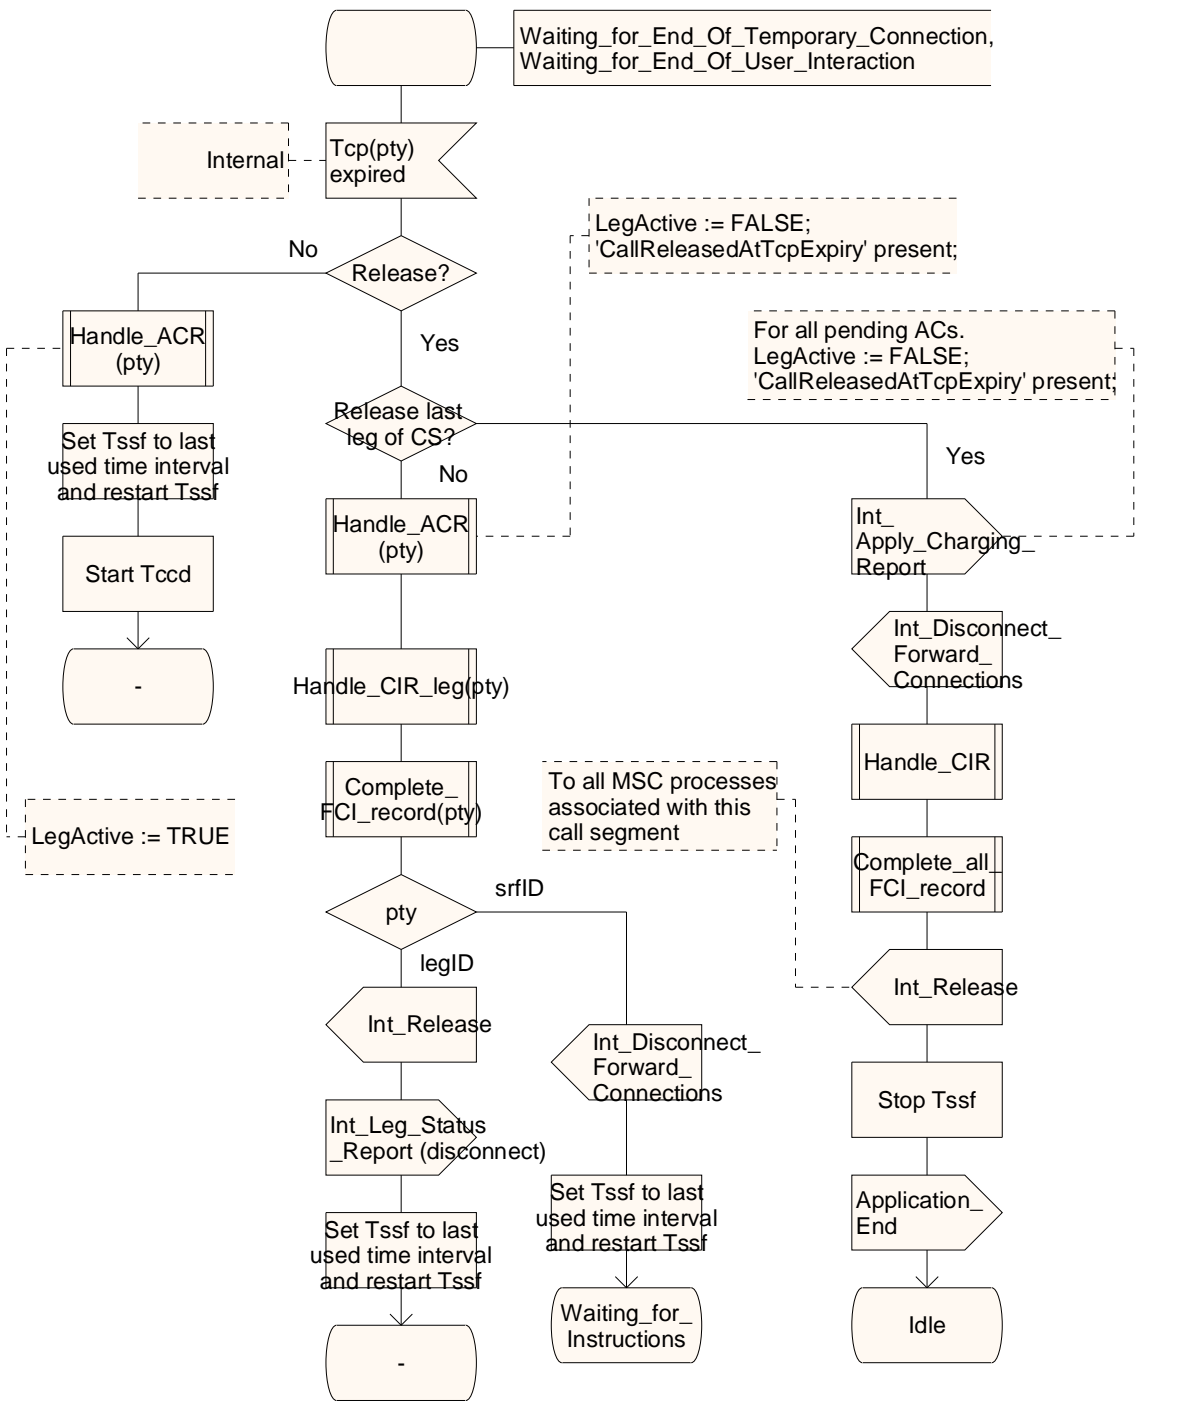 Waiting_for_End_Of_Temporary_Connection,
Waiting_for_End_Of_User_Interaction
Internal
Tcp(pty)
expired
LegActive := FALSE;
'CallReleasedAtTcpExpiry' present;
No
Release?
Yes
Handle_ACR
(pty)
For all pending ACs.
LegActive := FALSE;
'CallReleasedAtTcpExpiry' present;
Release last
leg of CS?
Yes
No
Set Tssf to last
used time interval
and restart Tssf
Handle_ACR
(pty)
Int_
Apply_Charging_
Report
Start Tccd
Int_Disconnect_
Forward_
Connections
-
Handle_CIR_leg(pty)
Handle_CIR
Complete_
FCI_record(pty)
To all MSC processes
associated with this
call segment
LegActive := TRUE
Complete_all_
FCI_record
pty
srfID
legID
Int_Release
Int_Release
Int_Disconnect_
Forward_
Connections
Stop Tssf
Int_Leg_Status
_Report (disconnect)
Set Tssf to last
used time interval
and restart Tssf
Application_
End
Set Tssf to last
used time interval
and restart Tssf
Waiting_for_
Instructions
Idle
-